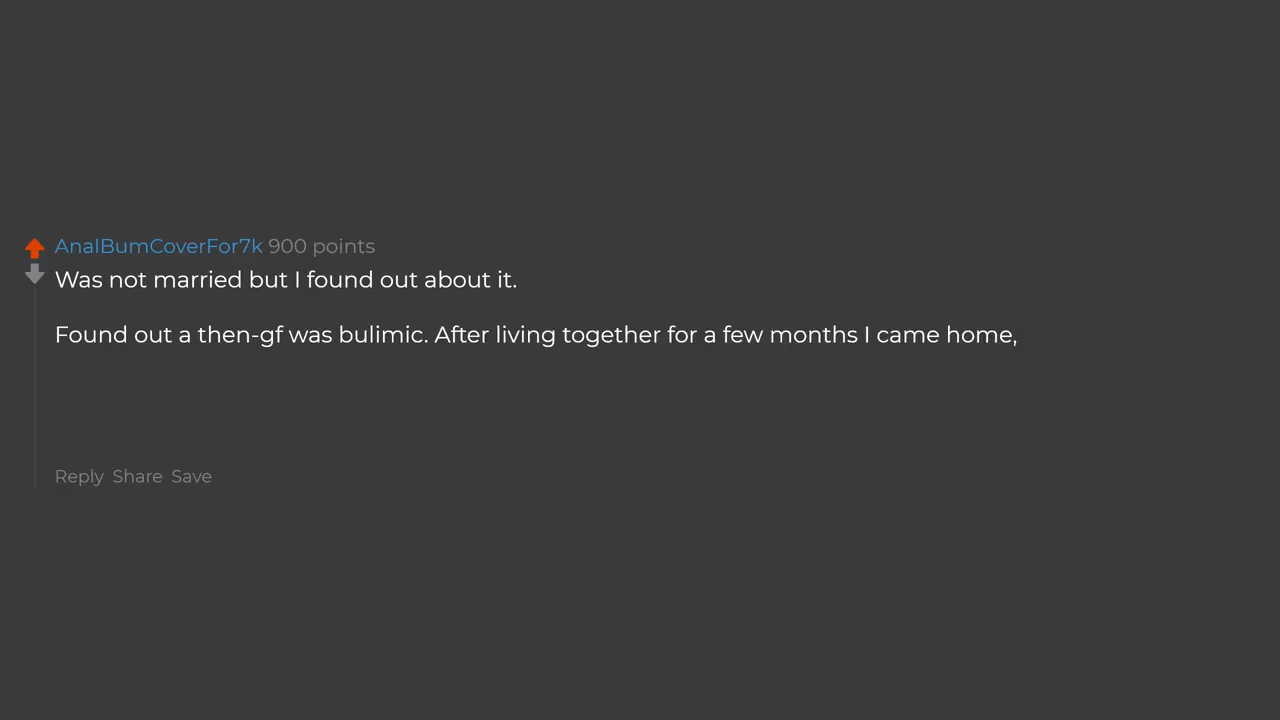 AnalBumCoverFor7k 900 points
Was not married but I found out about it.
Found out a then-gf was bulimic. After living together for a few months I came home,
Reply Share Save